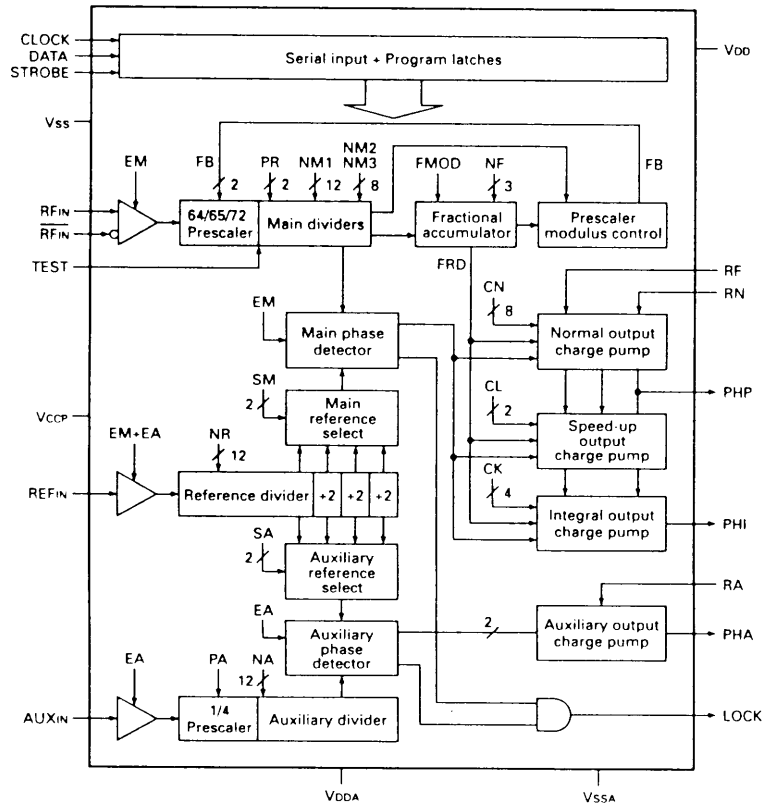 CLOCK
DATA
STROBE
Serial input + Program latches
VDD
VSS
EM
FB
2
PR
2
NM1
12
NM2
NM3
8
FMOD
NF
3
FB
RFIN
RFIN
64/65/72
Prescaler
Main dividers
Fractional
accumulator
Prescaler
modulus control
TEST
FRD
RF
RN
EM
CN
8
Main phase
detector
Normal output
charge pump
SM
2
Main
reference
select
CL
2
PHP
VCCP
Speed-up
output
charge pump
EM+EA
NR
12
REFIN
Reference divider
÷2
÷2
÷2
CK
4
Integral output
charge pump
PHI
SA
2
Auxiliary
reference
select
RA
EA
Auxiliary
phase
detector
2
Auxiliary output
charge pump
PHA
EA
PA
NA
12
AUXIN
1/4
Prescaler
Auxiliary divider
LOCK
VDDA
VSSA